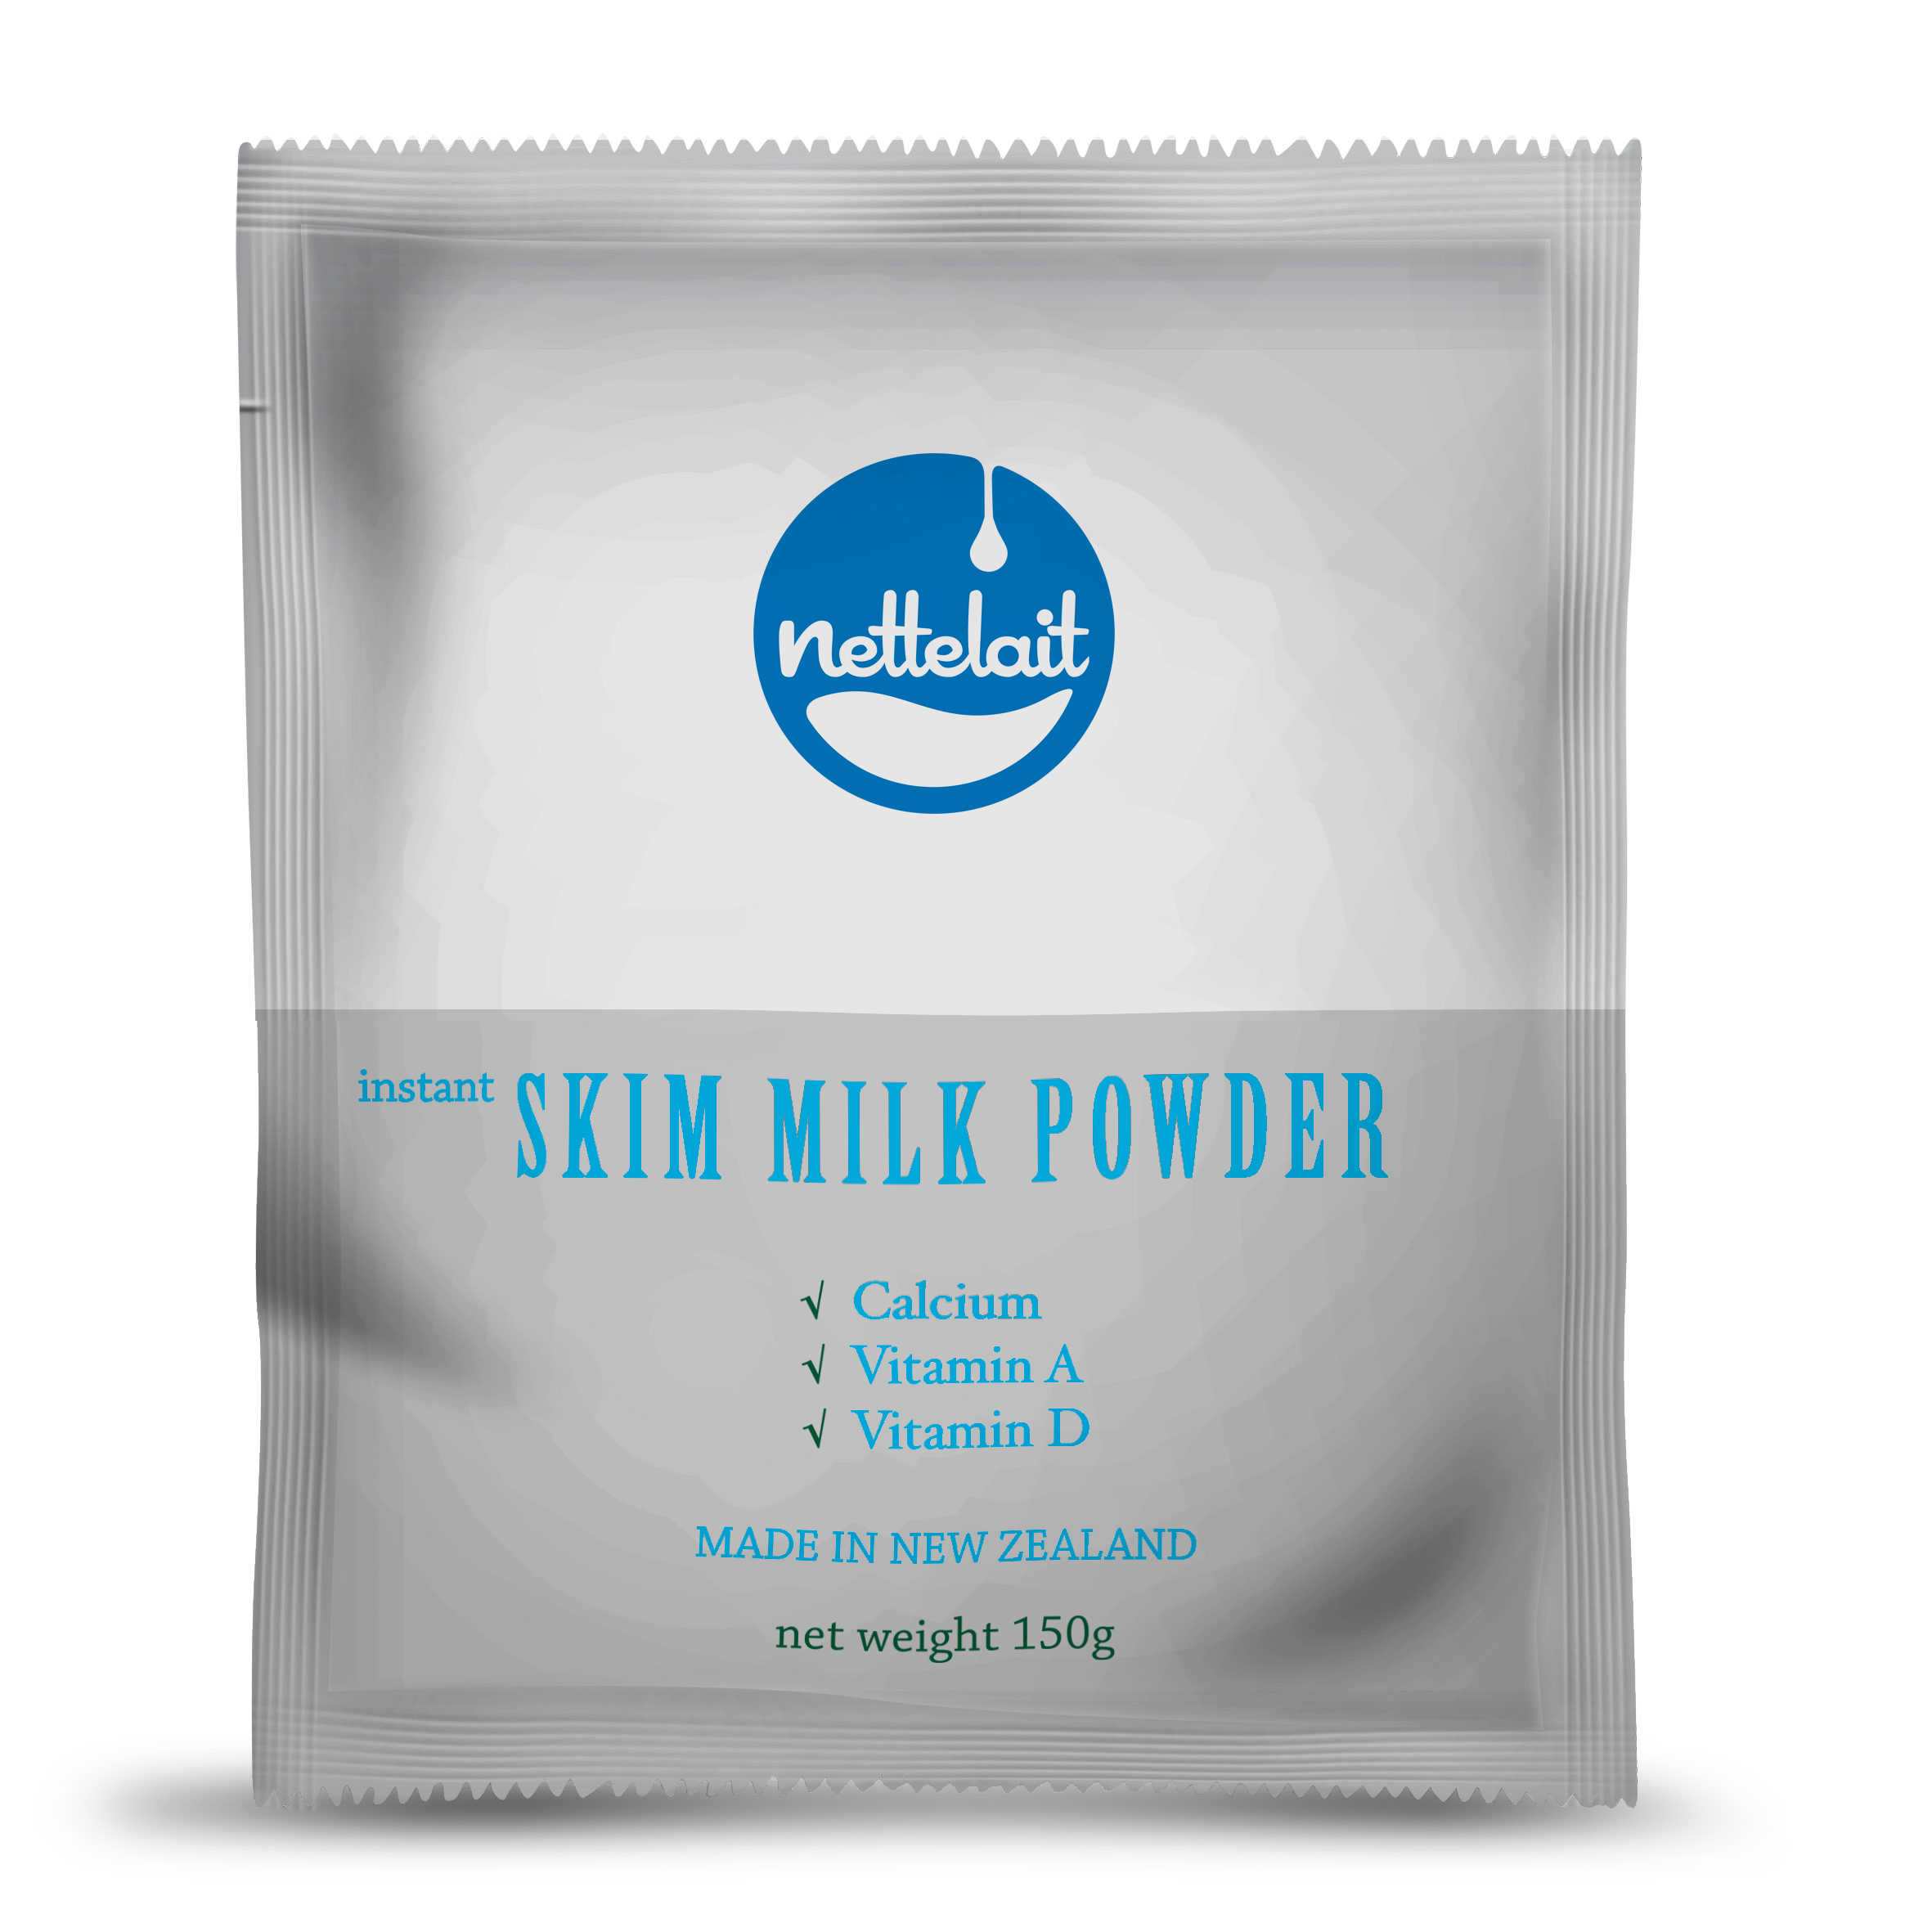 nettelait
instant SKIM MILK POWDER
√ Calcium
√ Vitamin A
√ Vitamin D
MADE IN NEW ZEALAND
net weight 150g